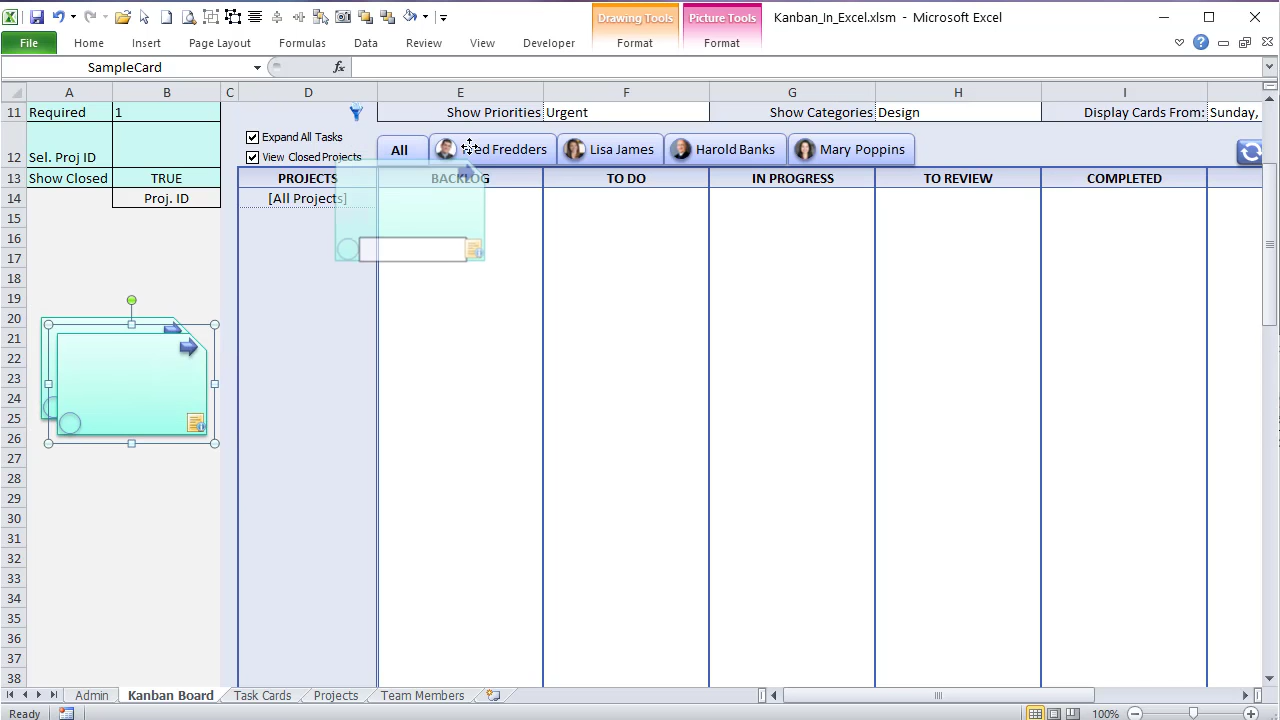 Drawing Tools Picture Tools Kanban_In_Excel.xlsm - Microsoft Excel
File Home Insert Page Layout Formulas Data Review View Developer Format Format
SampleCard fx
A B C D E F G H I
11 Required 1 Show Priorities Urgent Show Categories Design Display Cards From: Sunday,
Expand All Tasks
12 Sel. Proj ID View Closed Projects All Fredders Lisa James Harold Banks Mary Poppins
13 Show Closed TRUE PROJECTS BACKLOG TO DO IN PROGRESS TO REVIEW COMPLETED
14 Proj. ID [All Projects]
15
16
17
18
19
20
21
22
23
24
25
26
27
28
29
30
31
32
33
34
35
36
37
38
Admin Kanban Board Task Cards Projects Team Members
Ready 100%